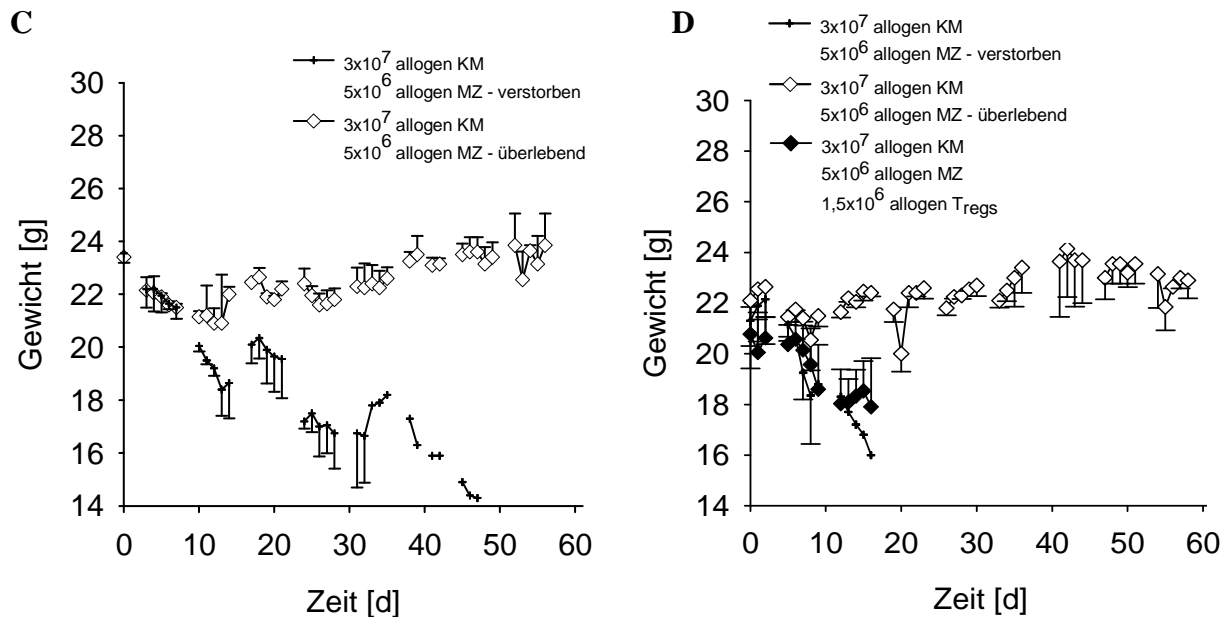 C
3x10^7 allogen KM
5x10^6 allogen MZ - verstorben
3x10^7 allogen KM
5x10^6 allogen MZ - überlebend
30
28
26
24
22
20
18
16
14
Gewicht [g]
0 10 20 30 40 50 60
Zeit [d]
D
3x10^7 allogen KM
5x10^6 allogen MZ - verstorben
3x10^7 allogen KM
5x10^6 allogen MZ - überlebend
3x10^7 allogen KM
5x10^6 allogen MZ
1,5x10^6 allogen T_regs
30
28
26
24
22
20
18
16
14
Gewicht [g]
0 10 20 30 40 50 60
Zeit [d]